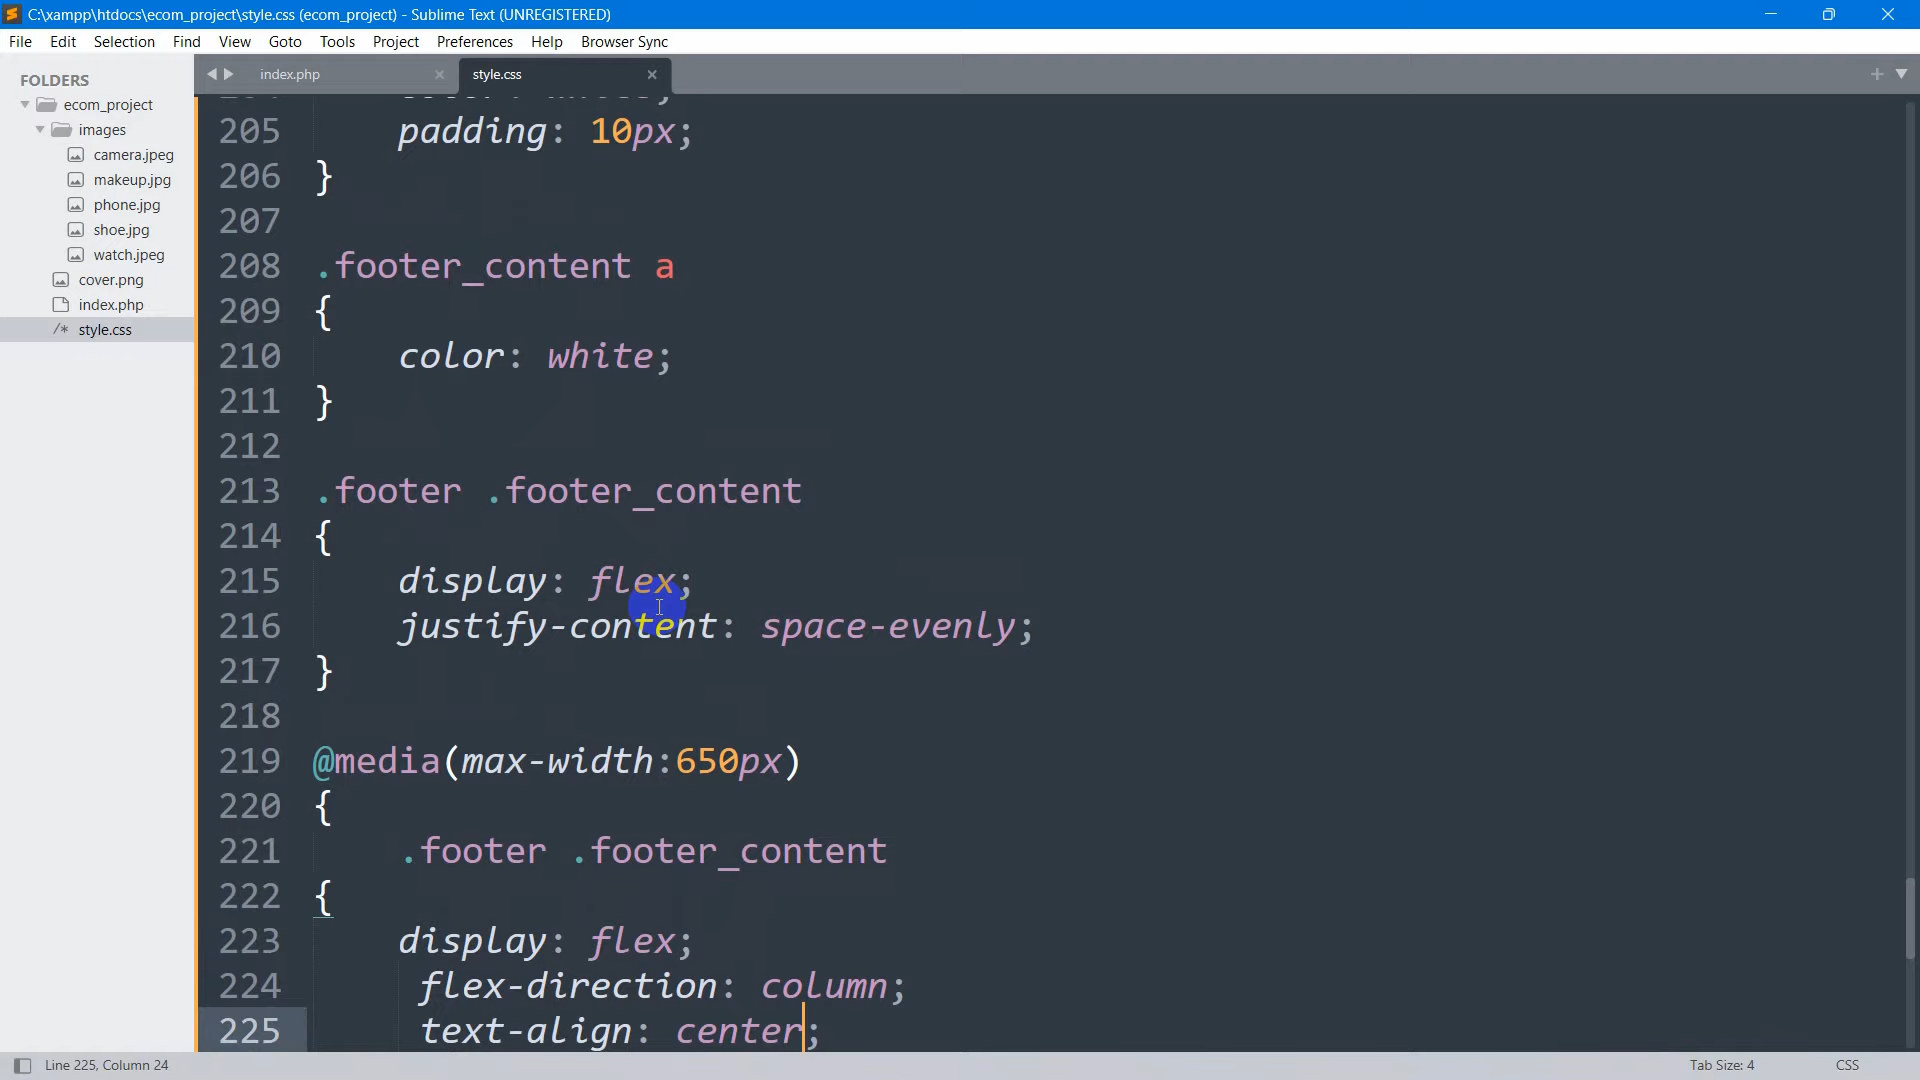 C:\xampp\htdocs\ecom_project\style.css (ecom_project) - Sublime Text (UNREGISTERED)
File Edit Selection Find View Goto Tools Project Preferences Help Browser Sync
FOLDERS
ecom_project
images
camera.jpeg
makeup.jpg
phone.jpg
shoe.jpg
watch.jpeg
cover.png
index.php
/* style.css
index.php style.css
205 padding: 10px;
206 }
207
208 .footer_content a
209 {
210 color: white;
211 }
212
213 .footer .footer_content
214 {
215 display: flex;
216 justify-content: space-evenly;
217 }
218
219 @media(max-width:650px)
220 {
221 .footer .footer_content
222 {
223 display: flex;
224 flex-direction: column;
225 text-align: center;
Line 225, Column 24
Tab Size: 4
CSS